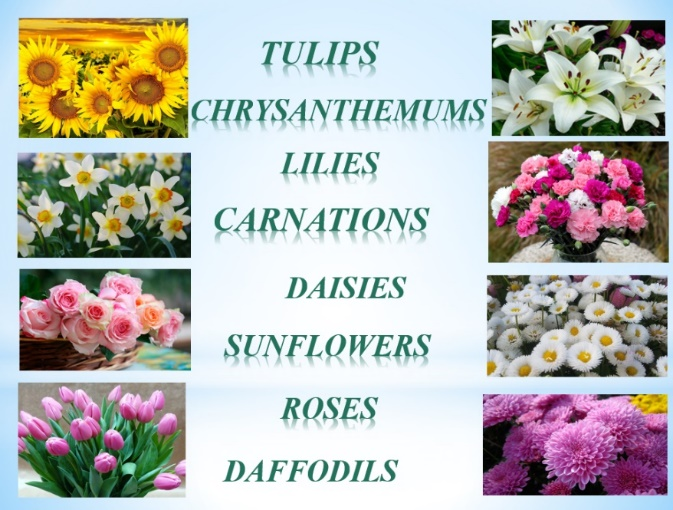 TULIPS
CHRYSANTHEMUMS
LILIES
CARNATIONS
DAISIES
SUNFLOWERS
ROSES
DAFFODILS